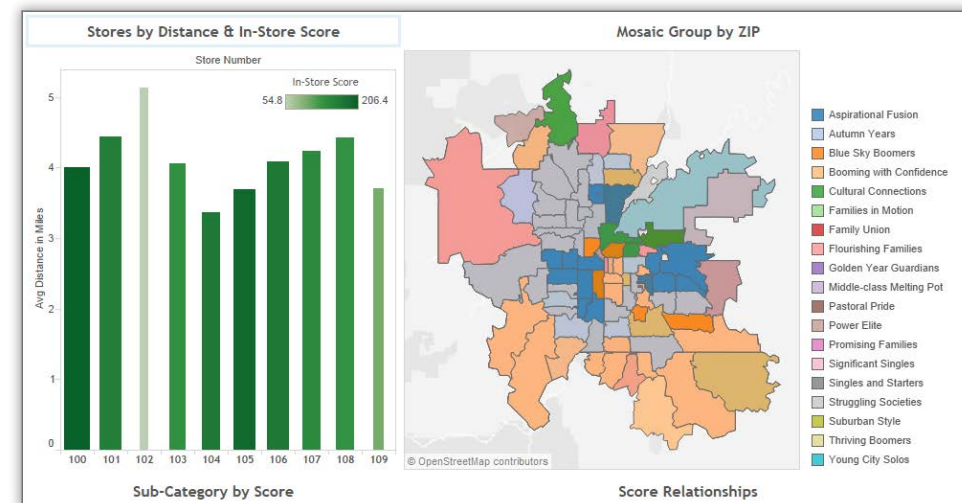 Stores by Distance & In-Store Score
Store Number
In-Store Score
54.8 206.4
Avg Distance in Miles
5
4
3
2
1
0
100 101 102 103 104 105 106 107 108 109
Mosaic Group by ZIP
© OpenStreetMap contributors
Aspirational Fusion
Autumn Years
Blue Sky Boomers
Booming with Confidence
Cultural Connections
Families in Motion
Family Union
Flourishing Families
Golden Year Guardians
Middle-class Melting Pot
Pastoral Pride
Power Elite
Promising Families
Significant Singles
Singles and Starters
Struggling Societies
Suburban Style
Thriving Boomers
Young City Solos
Sub-Category by Score
Score Relationships